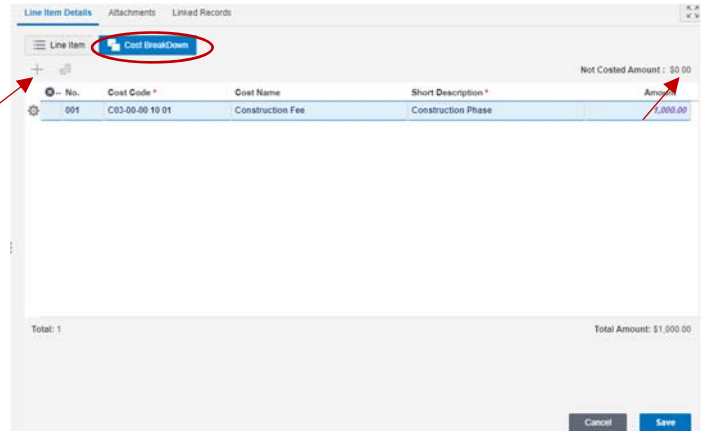 Line Item Details Attachments Linked Records
Line Item Cost BreakDown
Not Costed Amount : $0.00
No. Cost Code * Cost Name Short Description * Amount
001 C03-00-00 10 01 Construction Fee Construction Phase 1,000.00
Total: 1 Total Amount: $1,000.00
Cancel Save